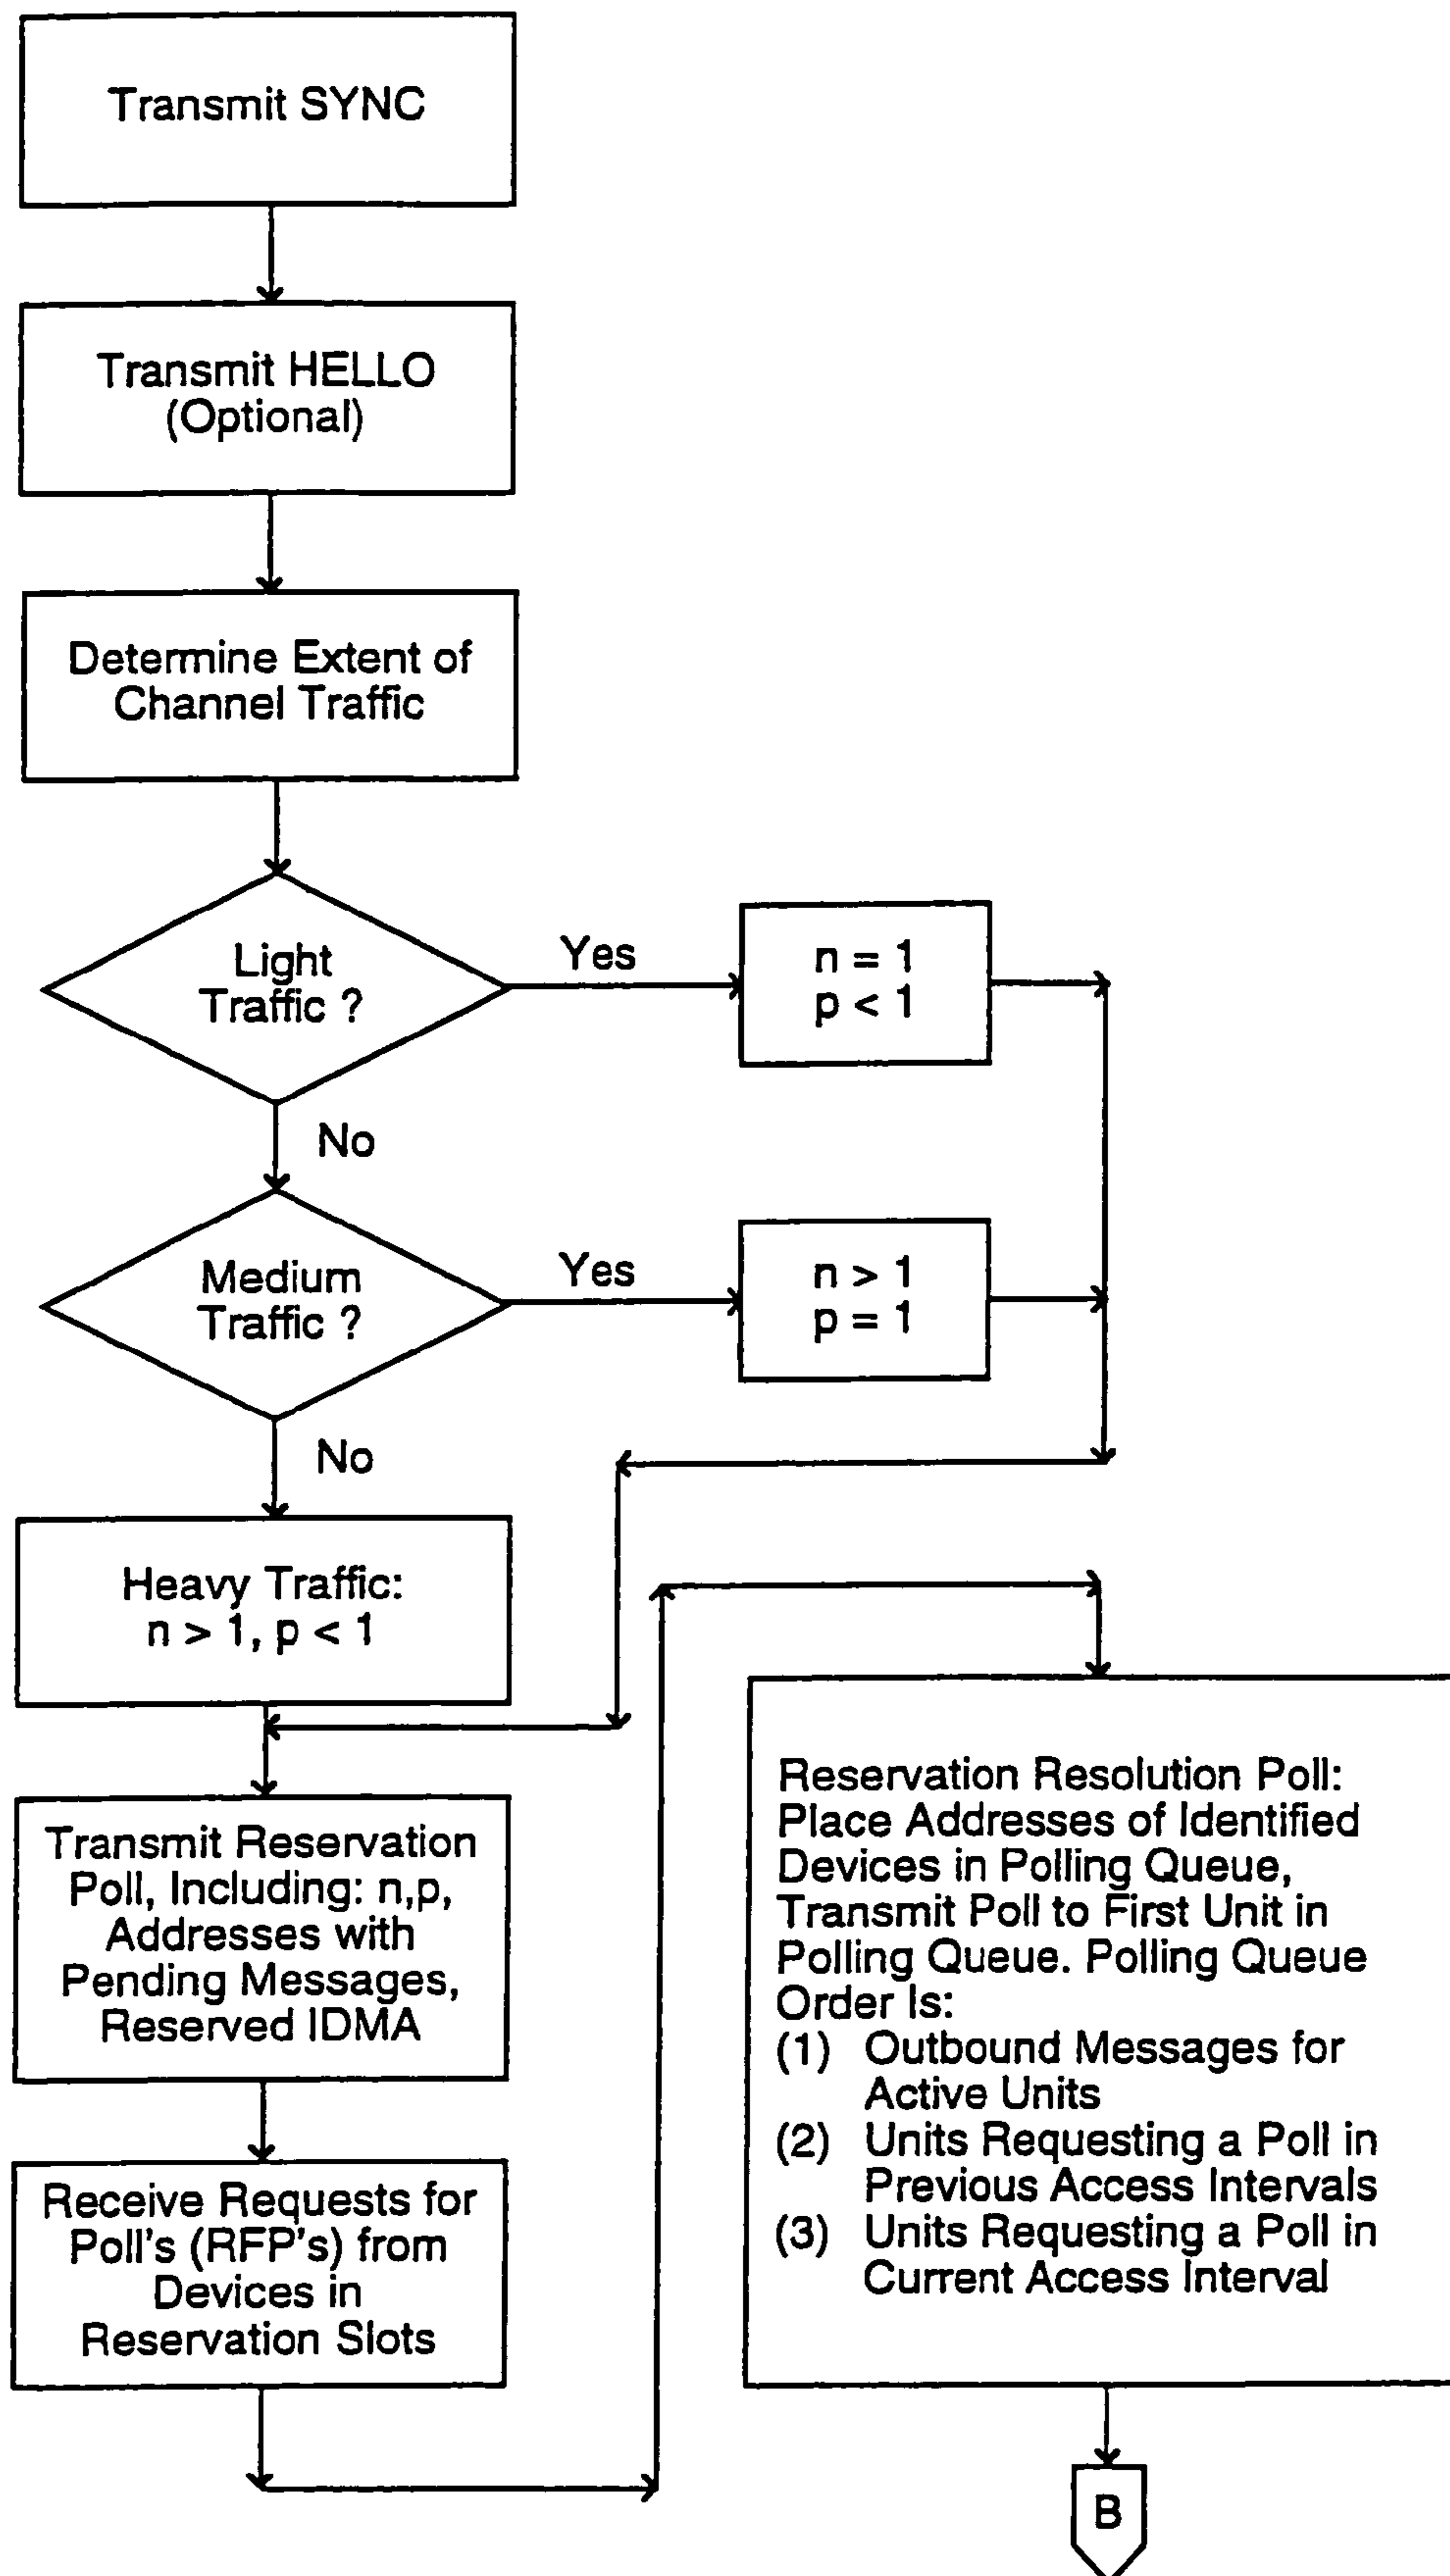 Transmit SYNC
Transmit HELLO
(Optional)
Determine Extent of
Channel Traffic
Light
Traffic ?
Yes
n = 1
p < 1
No
Medium
Traffic ?
Yes
n > 1
p = 1
No
Heavy Traffic:
n > 1, p < 1
Transmit Reservation
Poll, Including: n,p,
Addresses with
Pending Messages,
Reserved IDMA
Receive Requests for
Poll's (RFP's) from
Devices in
Reservation Slots
Reservation Resolution Poll:
Place Addresses of Identified
Devices in Polling Queue,
Transmit Poll to First Unit in
Polling Queue. Polling Queue
Order Is:
(1) Outbound Messages for
Active Units
(2) Units Requesting a Poll in
Previous Access Intervals
(3) Units Requesting a Poll in
Current Access Interval
B